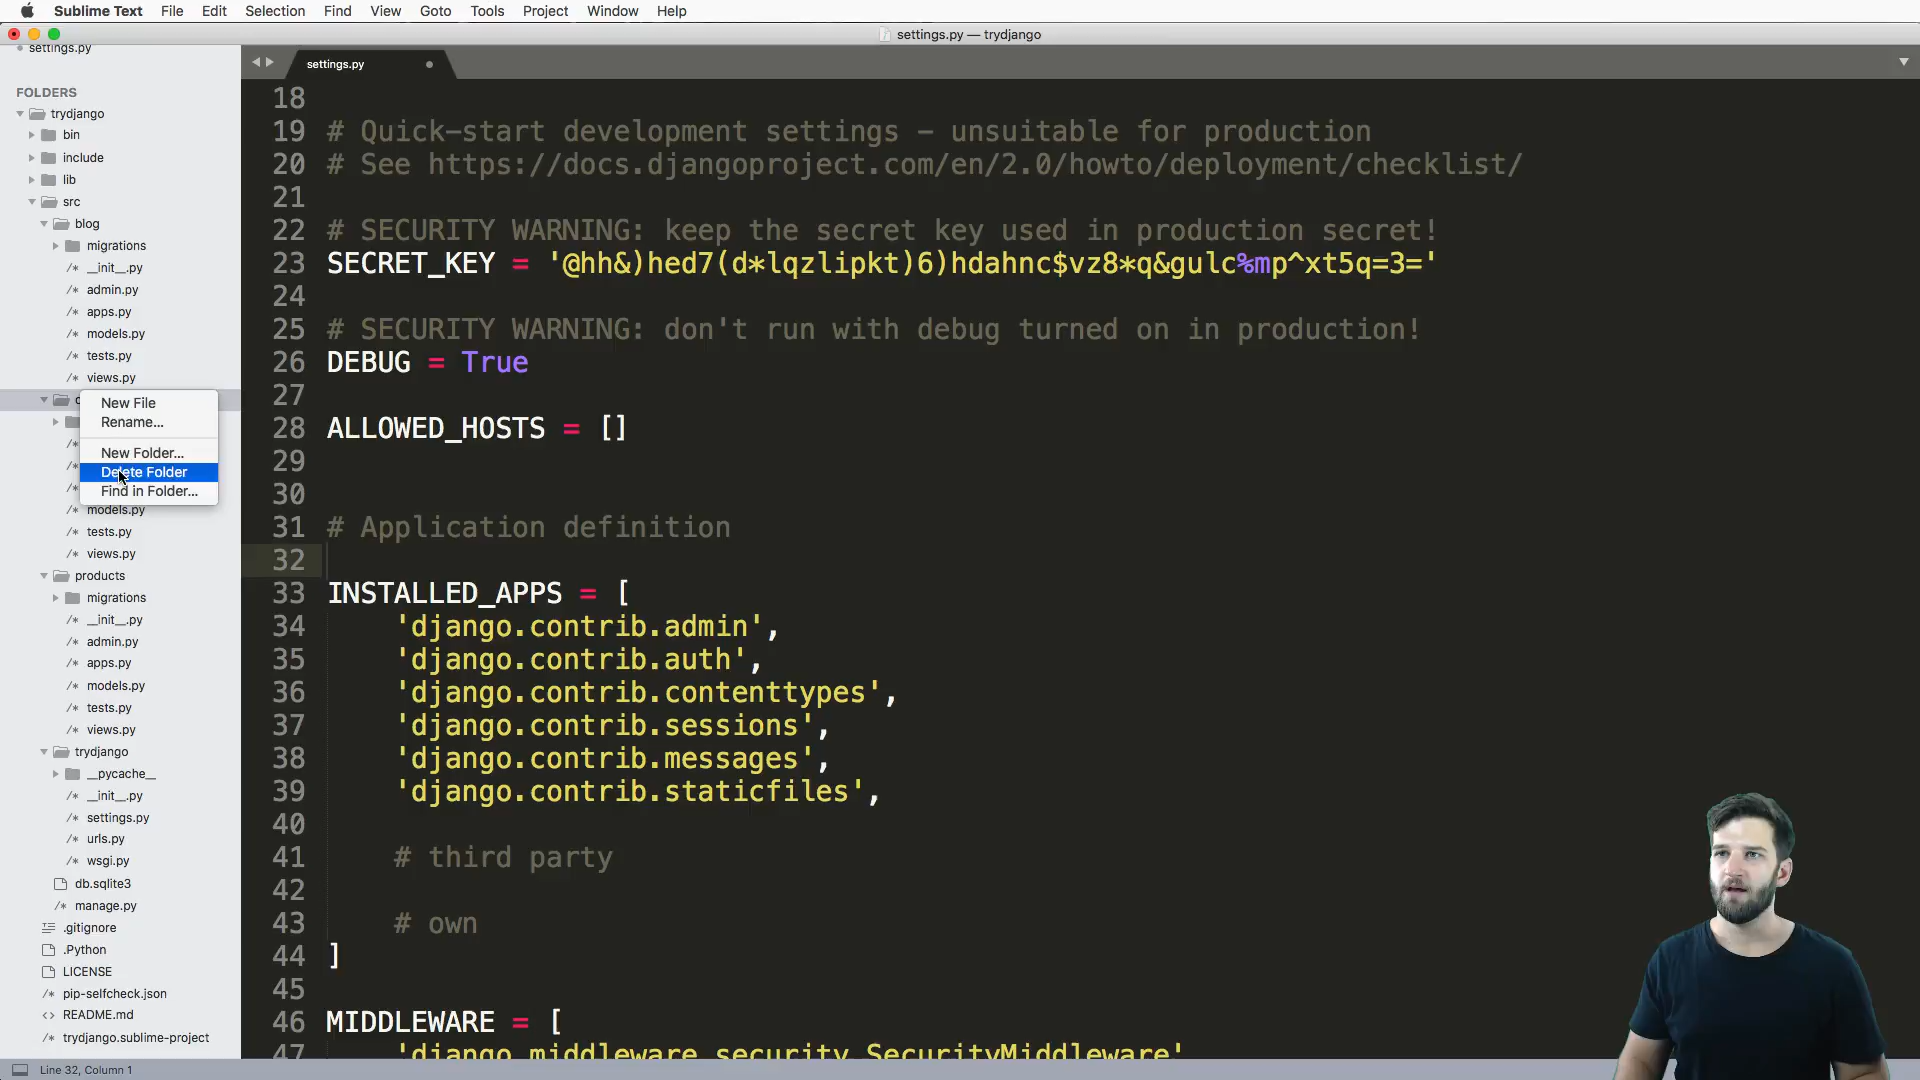 Sublime Text File Edit Selection Find View Goto Tools Project Window Help
settings.py — trydjango
settings.py
settings.py
FOLDERS
trydjango
bin
include
lib
src
blog
migrations
__init__.py
admin.py
apps.py
models.py
tests.py
views.py
New File
Rename...
New Folder...
Delete Folder
Find in Folder...
models.py
tests.py
views.py
products
migrations
__init__.py
admin.py
apps.py
models.py
tests.py
views.py
trydjango
__pycache__
__init__.py
settings.py
urls.py
wsgi.py
db.sqlite3
manage.py
.gitignore
.Python
LICENSE
pip-selfcheck.json
README.md
trydjango.sublime-project
18
19 # Quick-start development settings - unsuitable for production
20 # See https://docs.djangoproject.com/en/2.0/howto/deployment/checklist/
21
22 # SECURITY WARNING: keep the secret key used in production secret!
23 SECRET_KEY = '@hh&)hed7(d*lqzlipkt)6)hdahnc$vz8*q&gulc%mp^xt5q=3='
24
25 # SECURITY WARNING: don't run with debug turned on in production!
26 DEBUG = True
27
28 ALLOWED_HOSTS = []
29
30
31 # Application definition
32
33 INSTALLED_APPS = [
34 'django.contrib.admin',
35 'django.contrib.auth',
36 'django.contrib.contenttypes',
37 'django.contrib.sessions',
38 'django.contrib.messages',
39 'django.contrib.staticfiles',
40
41 # third party
42
43 # own
44 ]
45
46 MIDDLEWARE = [
47 'django.middleware.security.SecurityMiddleware'
Line 32, Column 1